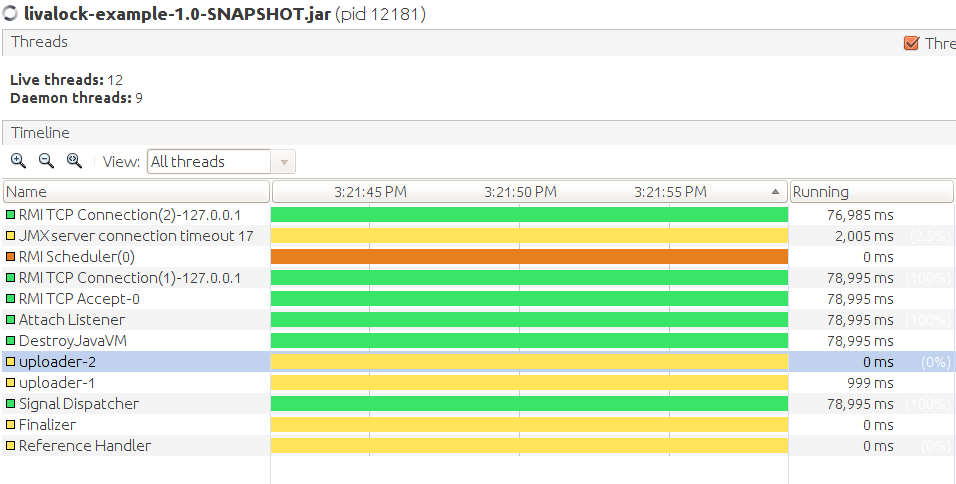 livalock-example-1.0-SNAPSHOT.jar (pid 12181)
Threads
Thre
Live threads: 12
Daemon threads: 9
Timeline
View: All threads
Name 3:21:45 PM 3:21:50 PM 3:21:55 PM Running
RMI TCP Connection(2)-127.0.0.1 76,985 ms
JMX server connection timeout 17 2,005 ms (2.5%)
RMI Scheduler(0) 0 ms
RMI TCP Connection(1)-127.0.0.1 78,995 ms (100%)
RMI TCP Accept-0 78,995 ms
Attach Listener 78,995 ms (100%)
DestroyJavaVM 78,995 ms
uploader-2 0 ms (0%)
uploader-1 999 ms
Signal Dispatcher 78,995 ms (100%)
Finalizer 0 ms
Reference Handler 0 ms (0%)